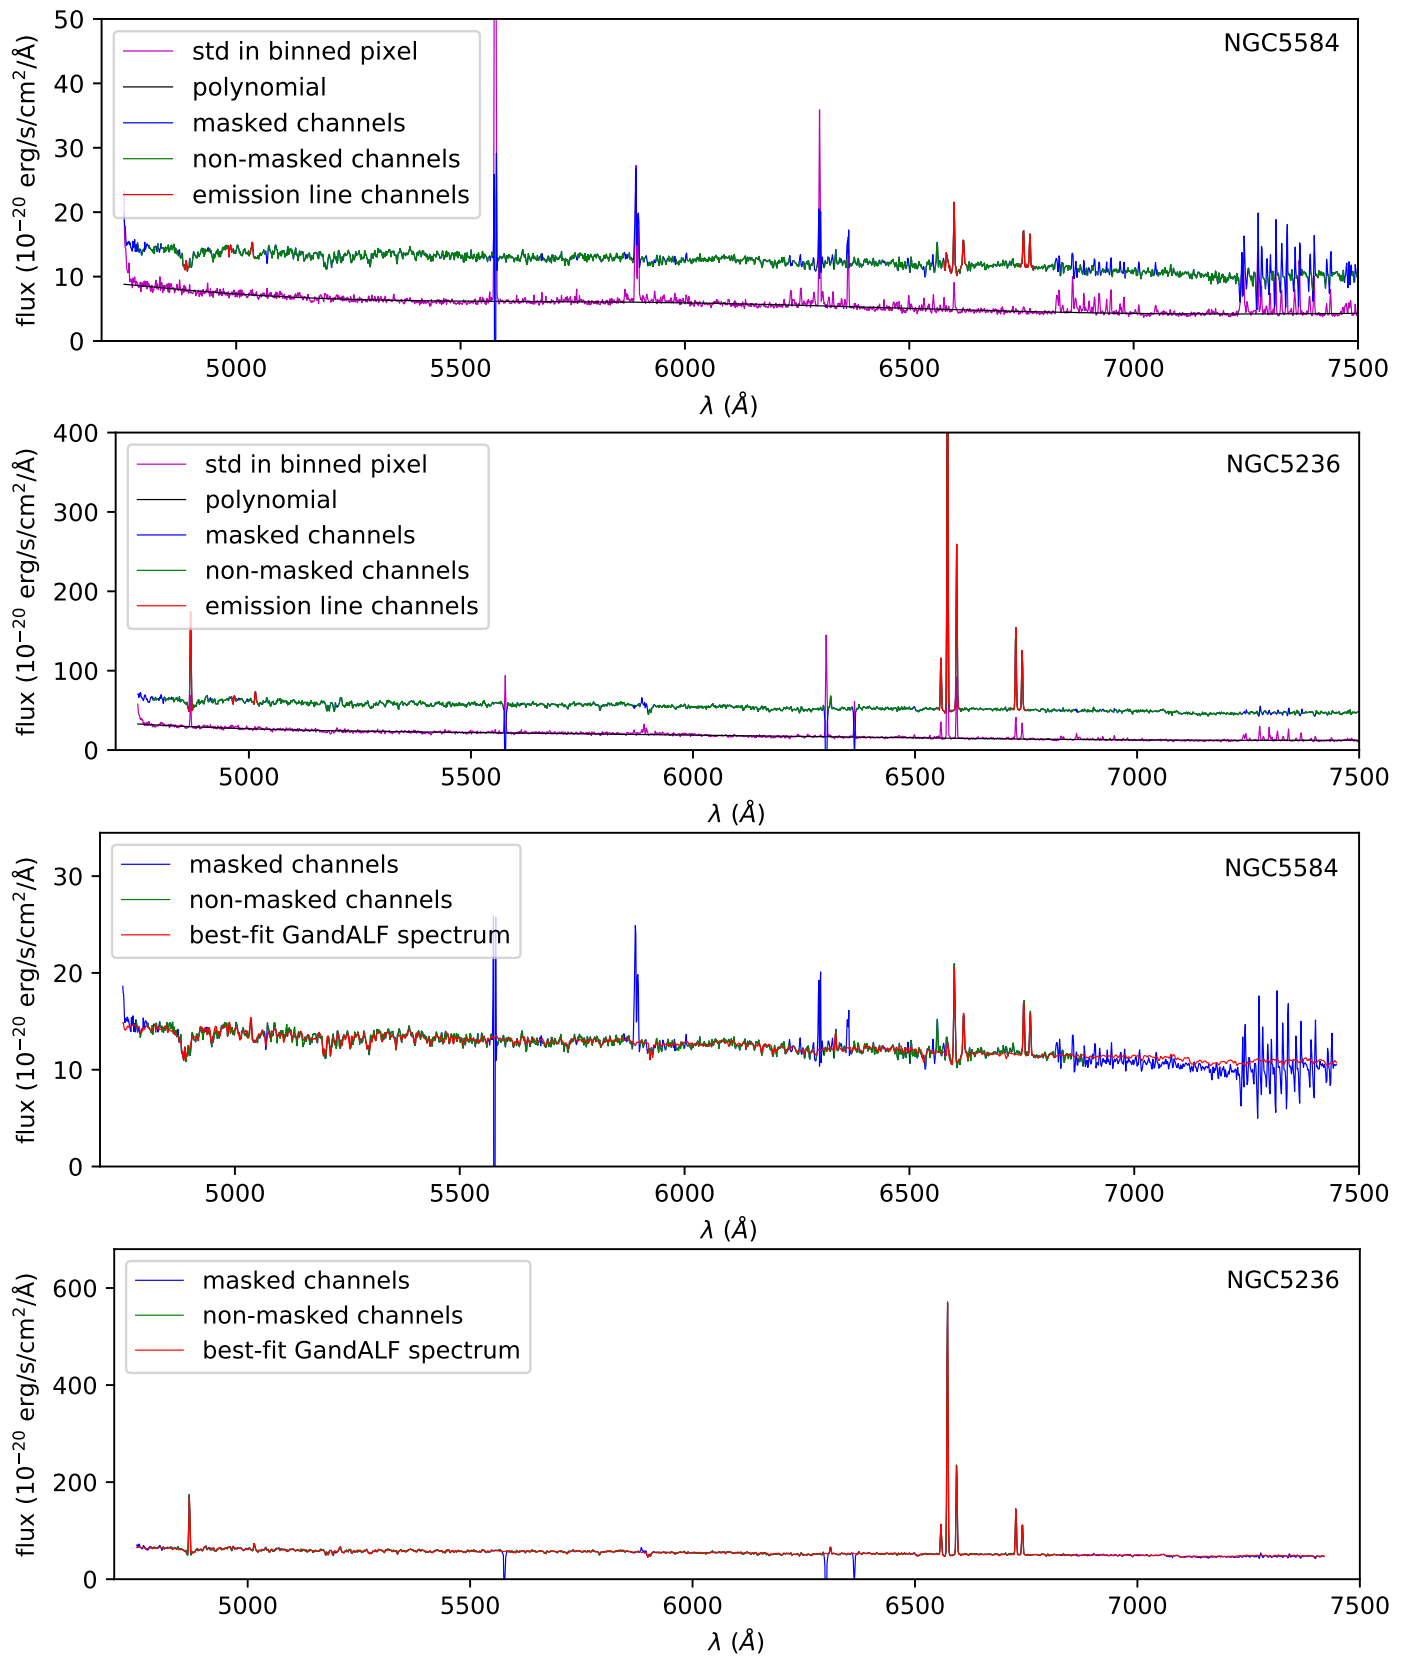 50
40
30
20
10
0
flux (10⁻²⁰ erg/s/cm²/Å)
std in binned pixel
polynomial
masked channels
non-masked channels
emission line channels
NGC5584
5000 5500 6000 6500 7000 7500
λ (Å)
400
300
200
100
0
flux (10⁻²⁰ erg/s/cm²/Å)
std in binned pixel
polynomial
masked channels
non-masked channels
emission line channels
NGC5236
5000 5500 6000 6500 7000 7500
λ (Å)
30
20
10
0
flux (10⁻²⁰ erg/s/cm²/Å)
masked channels
non-masked channels
best-fit GandALF spectrum
NGC5584
5000 5500 6000 6500 7000 7500
λ (Å)
600
400
200
0
flux (10⁻²⁰ erg/s/cm²/Å)
masked channels
non-masked channels
best-fit GandALF spectrum
NGC5236
5000 5500 6000 6500 7000 7500
λ (Å)